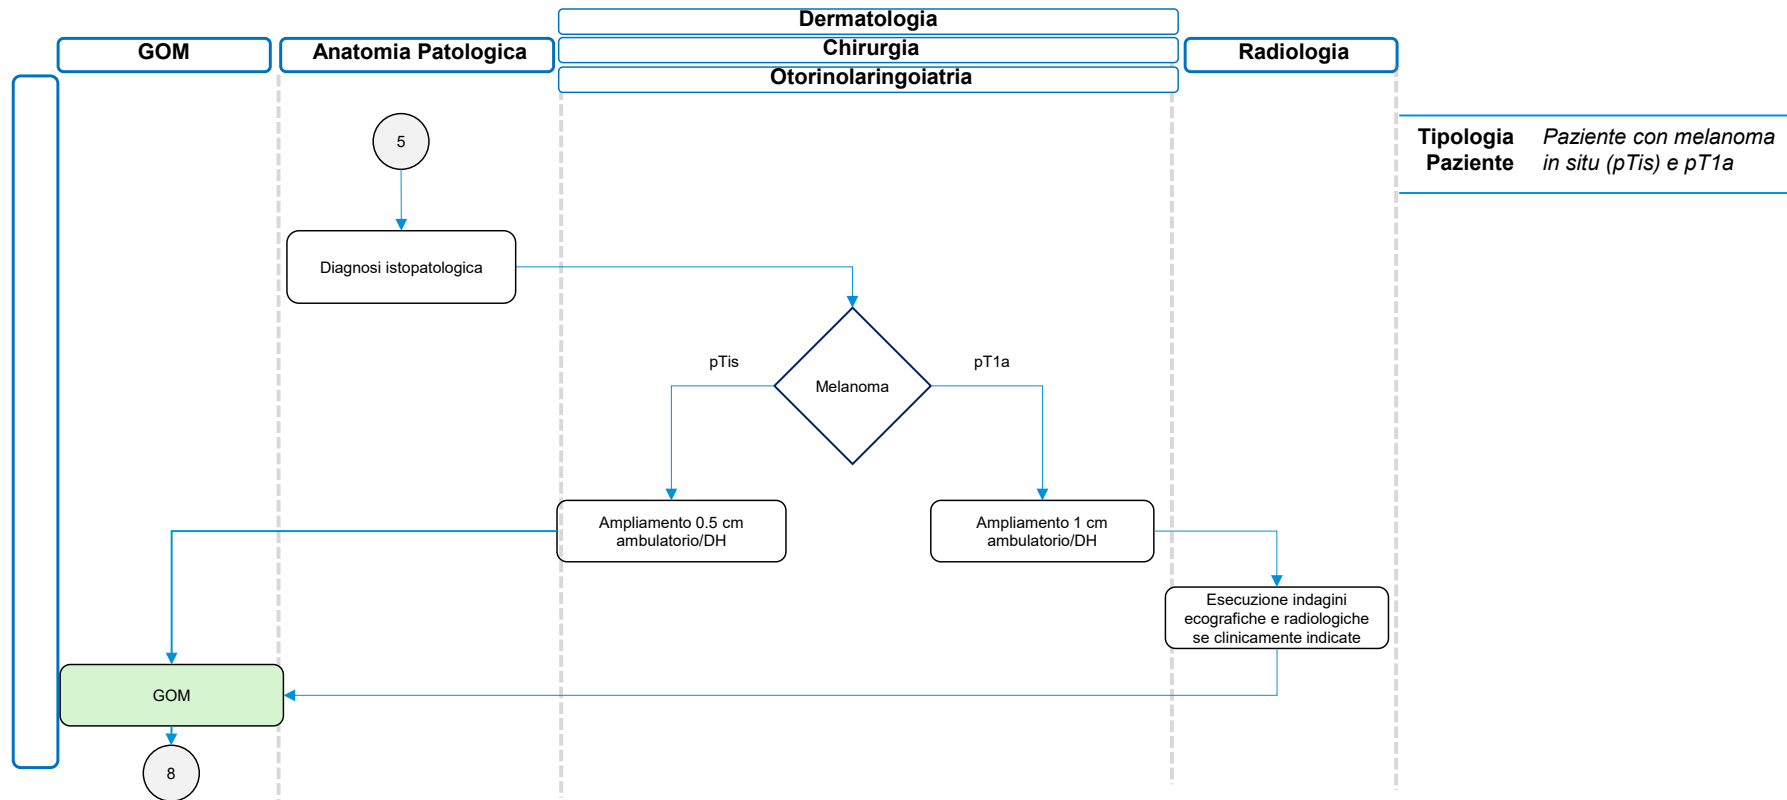 Dermatologia
GOM
Anatomia Patologica
Chirurgia
Radiologia
Otorinolaringoiatria
5
Tipologia Paziente con melanoma
Paziente in situ (pTis) e pT1a
Diagnosi istopatologica
pTis
pT1a
Melanoma
Ampliamento 0.5 cm
ambulatorio/DH
Ampliamento 1 cm
ambulatorio/DH
Esecuzione indagini
ecografiche e radiologiche
se clinicamente indicate
GOM
8